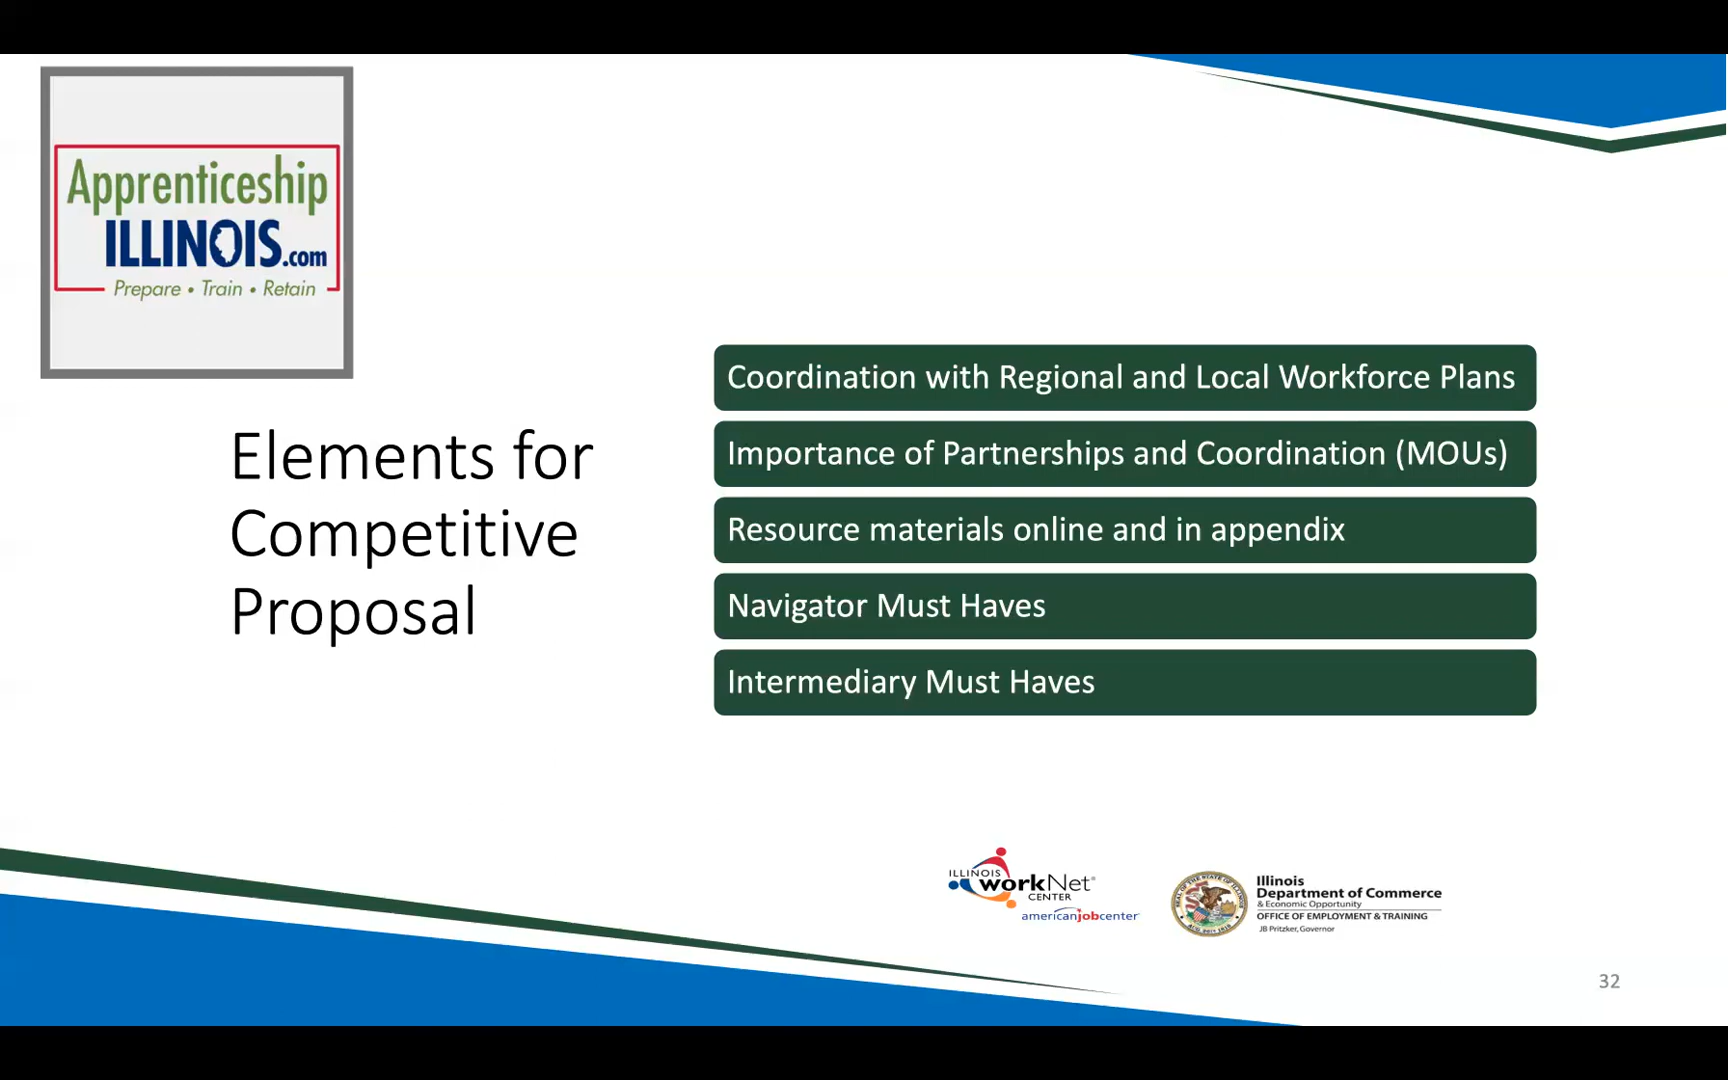 Apprenticeship
ILLINOIS.com
Prepare • Train • Retain
Elements for
Competitive
Proposal
Coordination with Regional and Local Workforce Plans
Importance of Partnerships and Coordination (MOUs)
Resource materials online and in appendix
Navigator Must Haves
Intermediary Must Haves
ILLINOIS
workNet®
CENTER
americanjobcenter
Illinois
Department of Commerce
& Economic Opportunity
OFFICE OF EMPLOYMENT & TRAINING
JB Pritzker, Governor
32